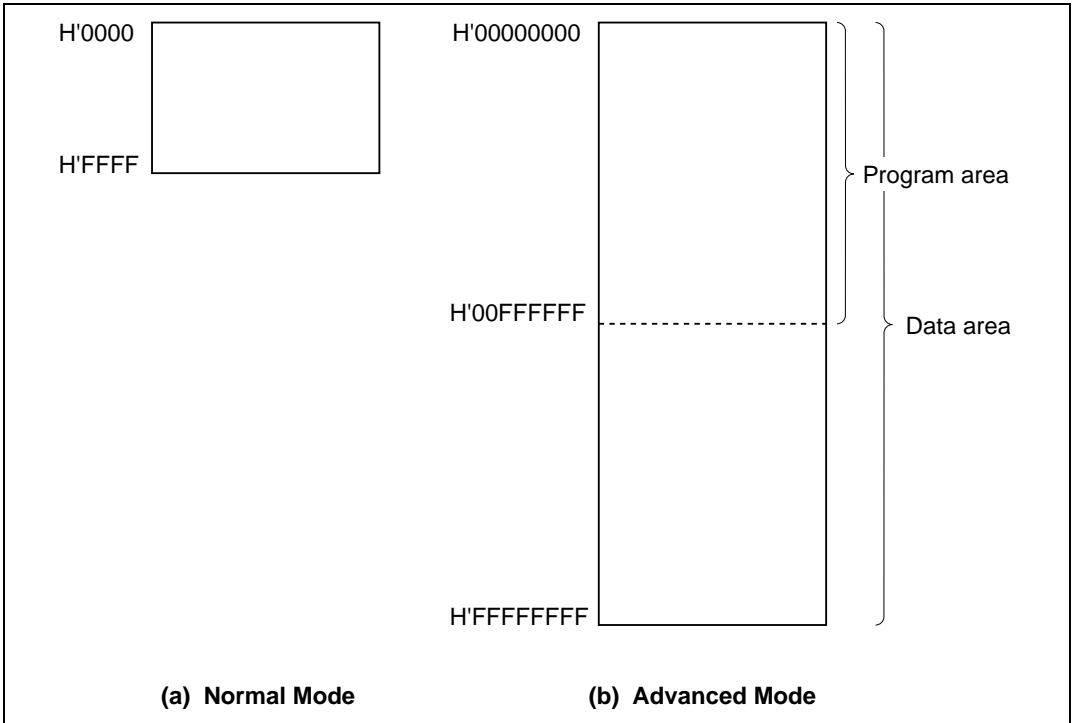 H'0000
H'FFFF
(a) Normal Mode
H'00000000
H'00FFFFFF
H'FFFFFFFF
Program area
Data area
(b) Advanced Mode